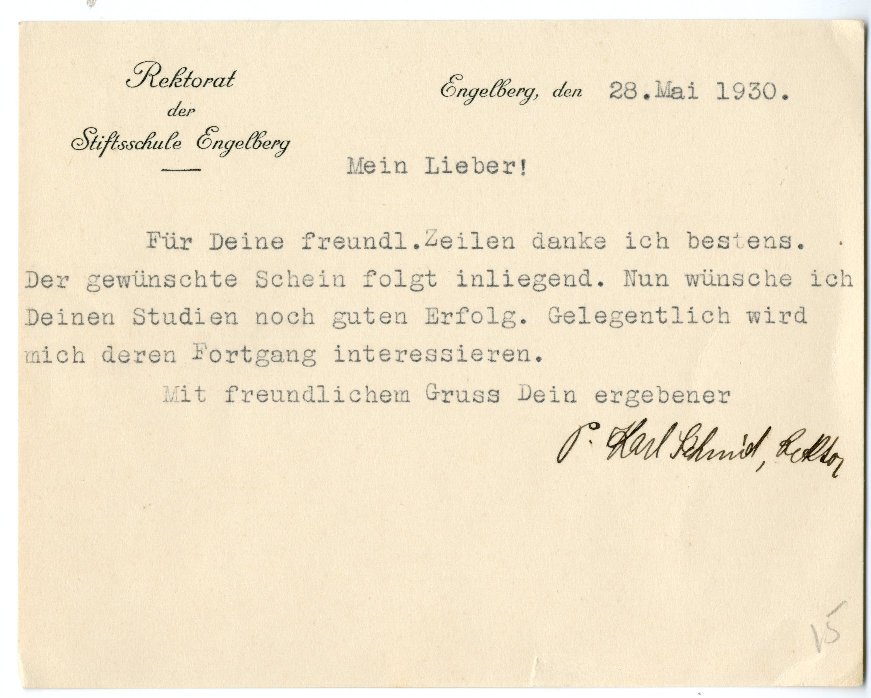 Rektorat
der
Stiftsschule Engelberg
Engelberg, den 28.Mai 1930.
Mein Lieber!
Für Deine freundl.Zeilen danke ich bestens.
Der gewünschte Schein folgt inliegend. Nun wünsche ich
Deinen Studien noch guten Erfolg. Gelegentlich wird
mich deren Fortgang interessieren.
Mit freundlichem Gruss Dein ergebener
P. Karl Schmid, Rektor
15